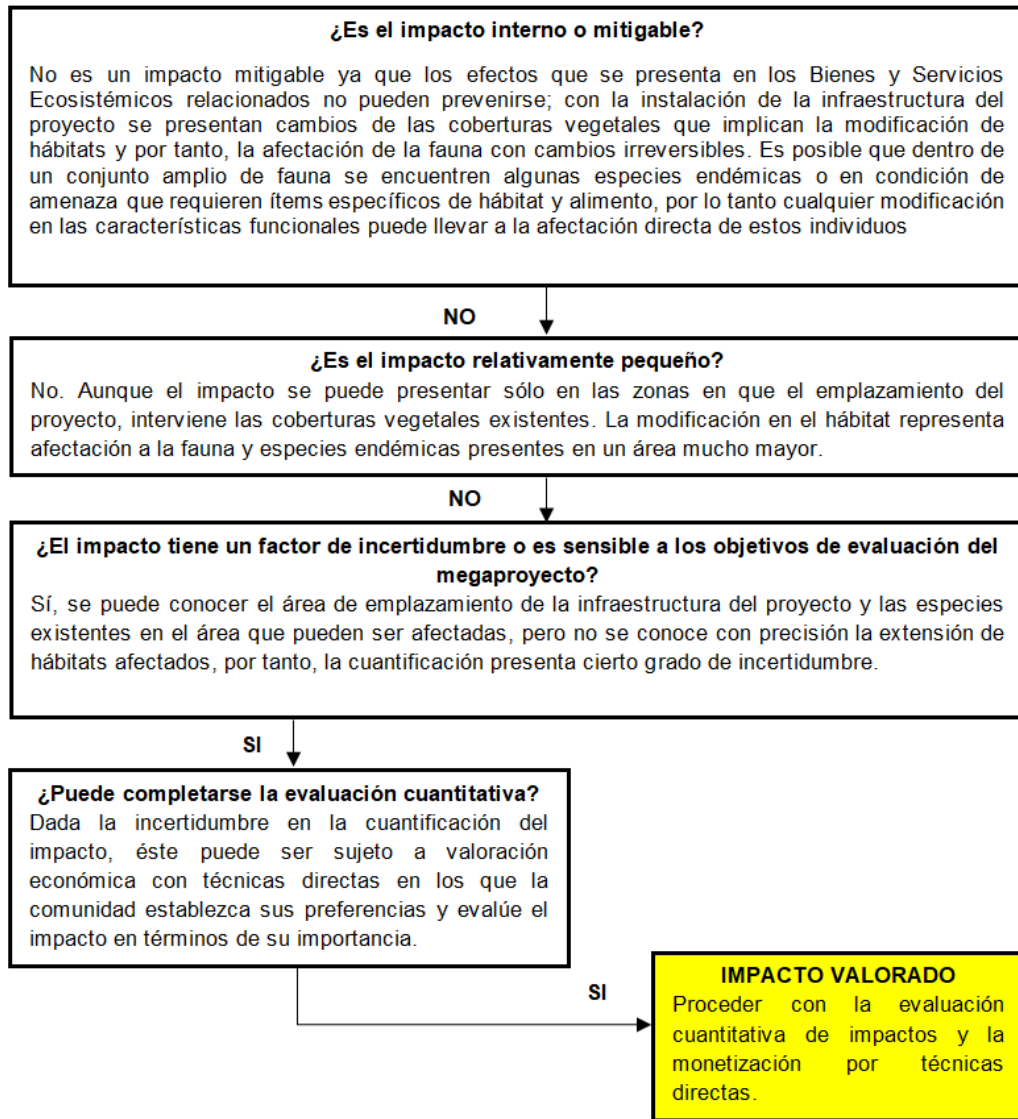 ¿Es el impacto interno o mitigable?
No es un impacto mitigable ya que los efectos que se presenta en los Bienes y Servicios
Ecosistémicos relacionados no pueden prevenirse; con la instalación de la infraestructura del
proyecto se presentan cambios de las coberturas vegetales que implican la modificación de
hábitats y por tanto, la afectación de la fauna con cambios irreversibles. Es posible que dentro de
un conjunto amplio de fauna se encuentren algunas especies endémicas o en condición de
amenaza que requieren ítems específicos de hábitat y alimento, por lo tanto cualquier modificación
en las características funcionales puede llevar a la afectación directa de estos individuos
NO
¿Es el impacto relativamente pequeño?
No. Aunque el impacto se puede presentar sólo en las zonas en que el emplazamiento del
proyecto, interviene las coberturas vegetales existentes. La modificación en el hábitat representa
afectación a la fauna y especies endémicas presentes en un área mucho mayor.
NO
¿El impacto tiene un factor de incertidumbre o es sensible a los objetivos de evaluación del
megaproyecto?
Sí, se puede conocer el área de emplazamiento de la infraestructura del proyecto y las especies
existentes en el área que pueden ser afectadas, pero no se conoce con precisión la extensión de
hábitats afectados, por tanto, la cuantificación presenta cierto grado de incertidumbre.
SI
¿Puede completarse la evaluación cuantitativa?
Dada la incertidumbre en la cuantificación del
impacto, éste puede ser sujeto a valoración
económica con técnicas directas en los que la
comunidad establezca sus preferencias y evalúe el
impacto en términos de su importancia.
SI
IMPACTO VALORADO
Proceder con la evaluación
cuantitativa de impactos y la
monetización por técnicas
directas.